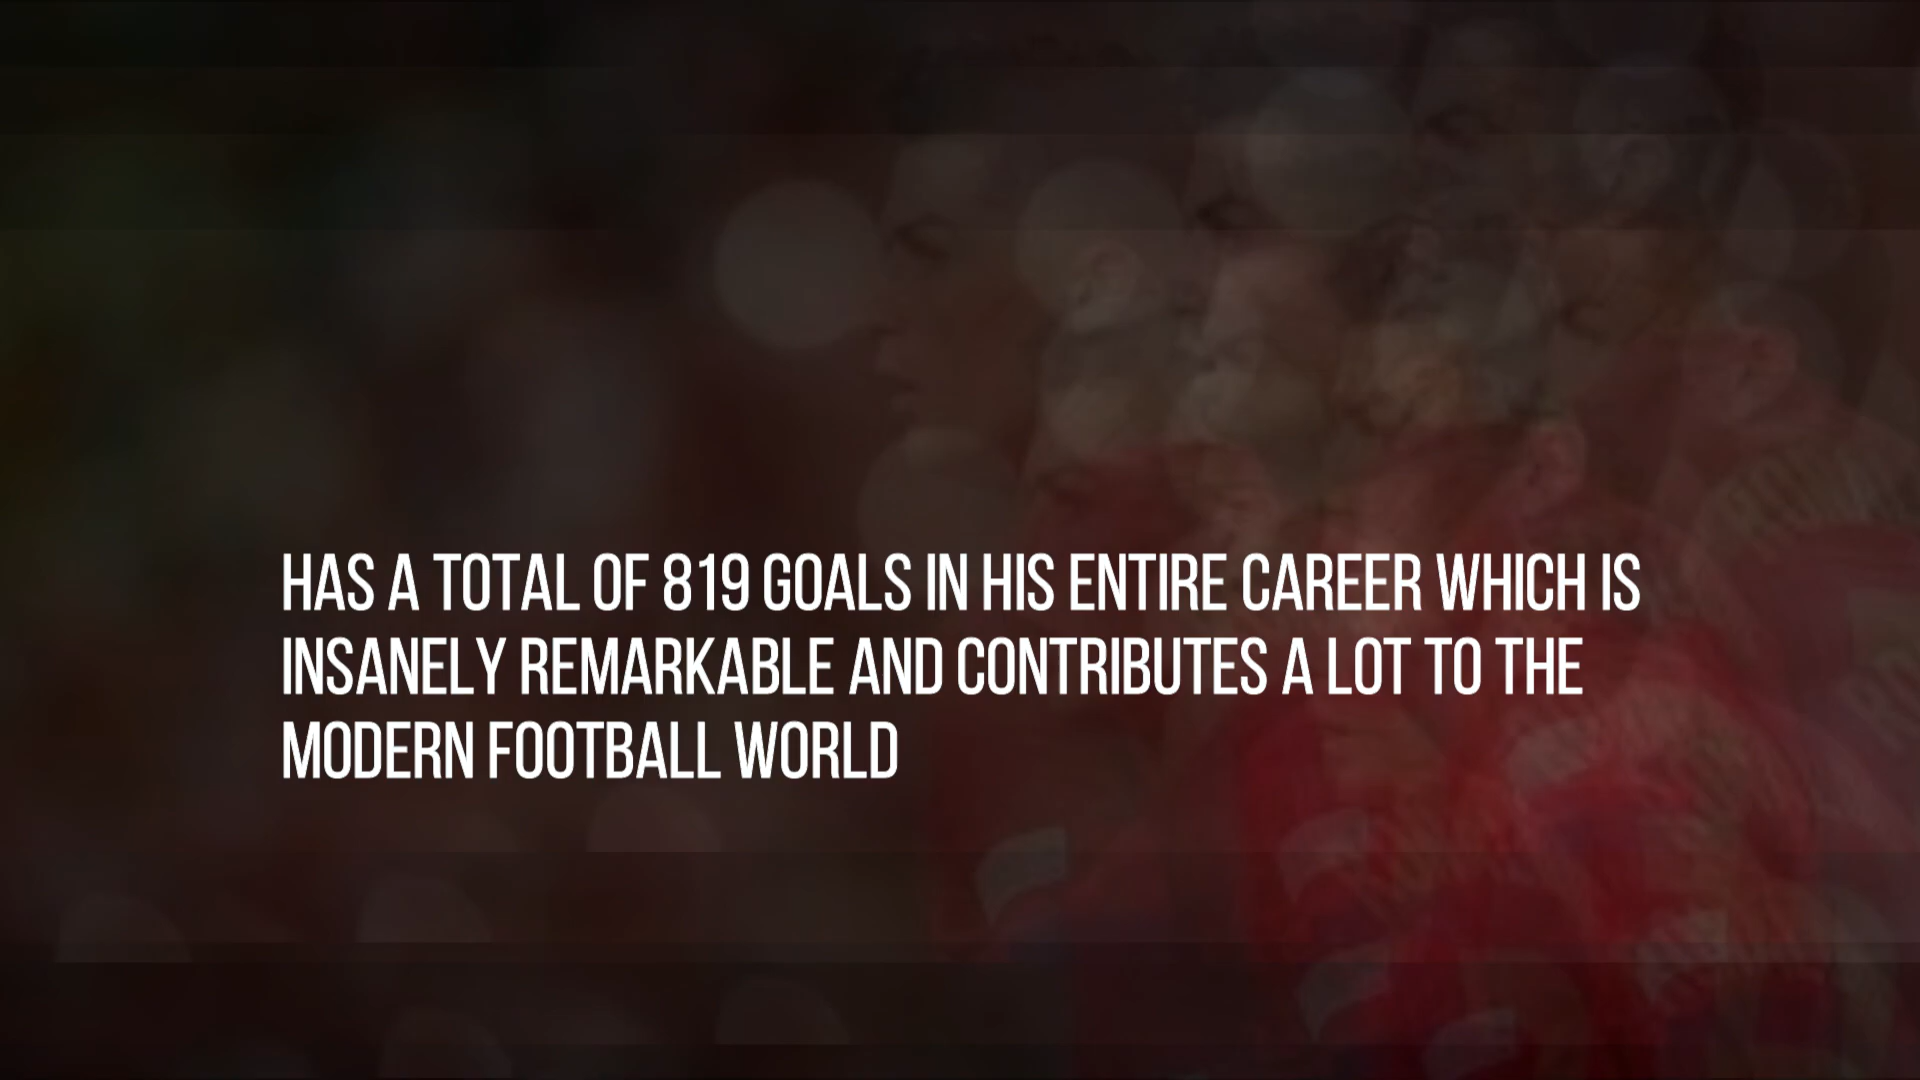 HAS A TOTAL OF 819 GOALS IN HIS ENTIRE CAREER WHICH IS
INSANELY REMARKABLE AND CONTRIBUTES A LOT TO THE
MODERN FOOTBALL WORLD